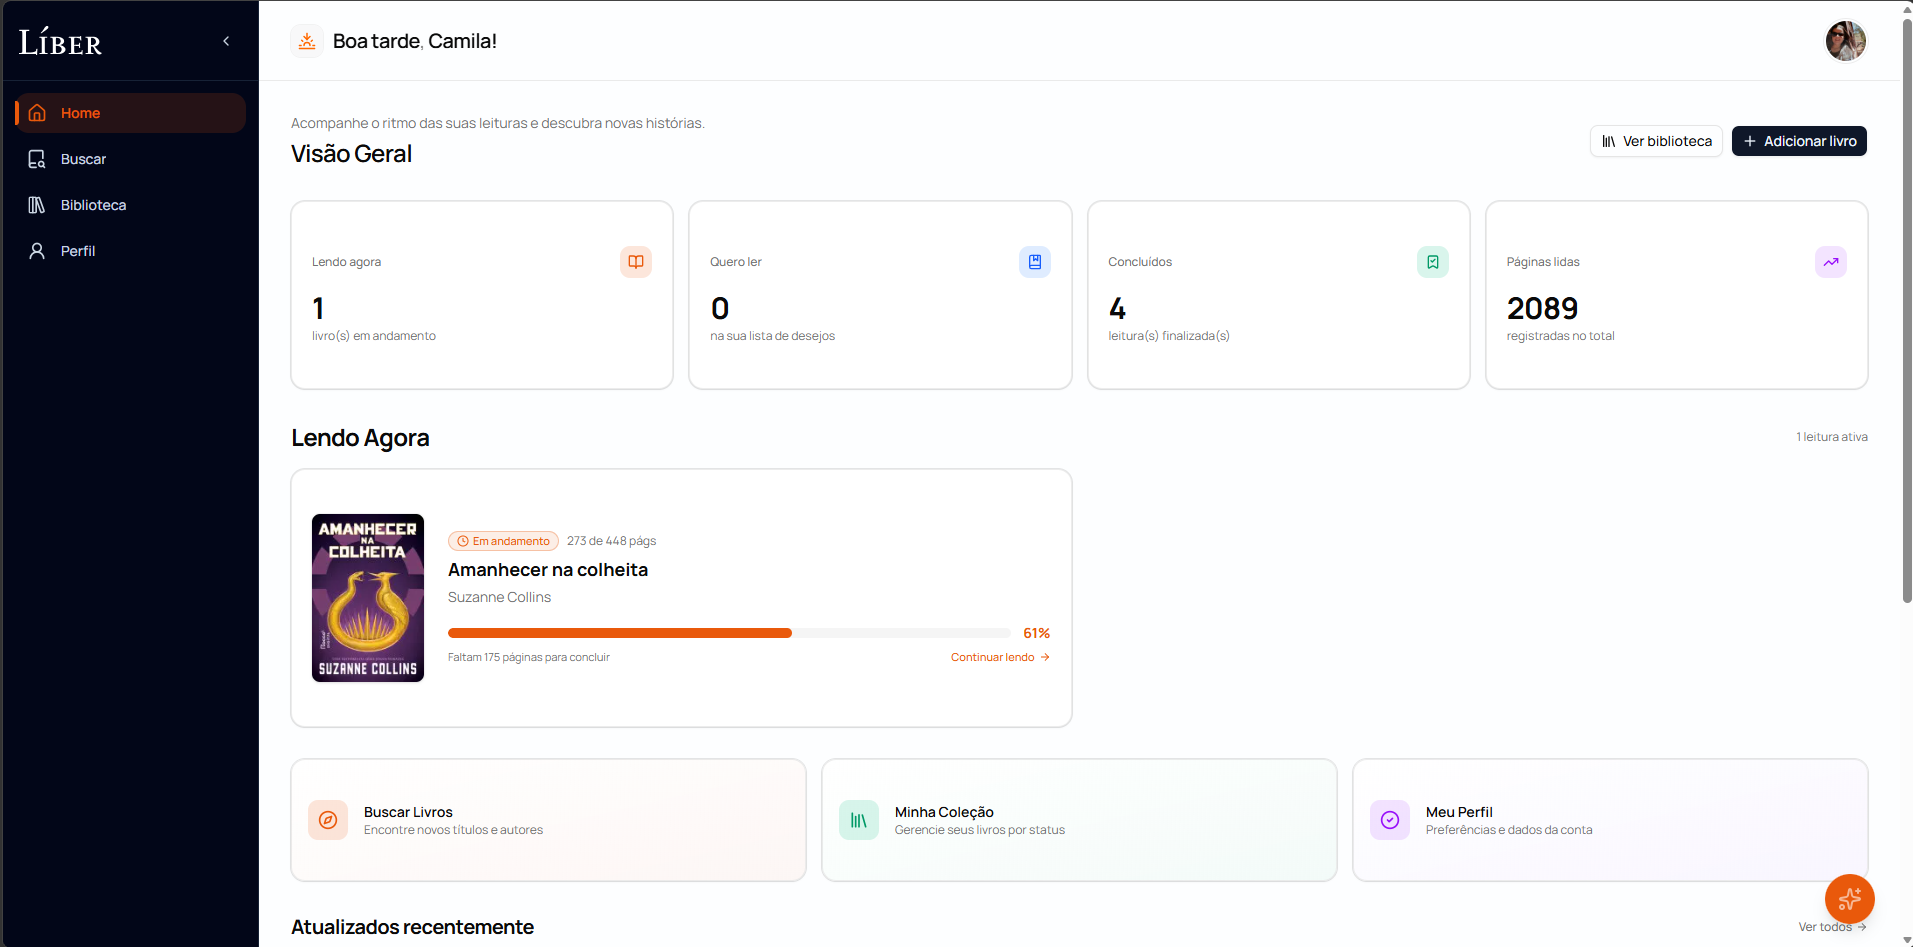 LÍBER
Boa tarde, Camila!
Home
Buscar
Biblioteca
Perfil
Acompanhe o ritmo das suas leituras e descubra novas histórias.
Visão Geral
Ver biblioteca
Adicionar livro
Lendo agora
1
livro(s) em andamento
Quero ler
0
na sua lista de desejos
Concluídos
4
leitura(s) finalizada(s)
Páginas lidas
2089
registradas no total
Lendo Agora
1 leitura ativa
AMANHECER
NA
COLHEITA
SUZANNE COLLINS
Em andamento
273 de 448 págs
Amanhecer na colheita
Suzanne Collins
61%
Faltam 175 páginas para concluir
Continuar lendo →
Buscar Livros
Encontre novos títulos e autores
Minha Coleção
Gerencie seus livros por status
Meu Perfil
Preferências e dados da conta
Atualizados recentemente
Ver todos →